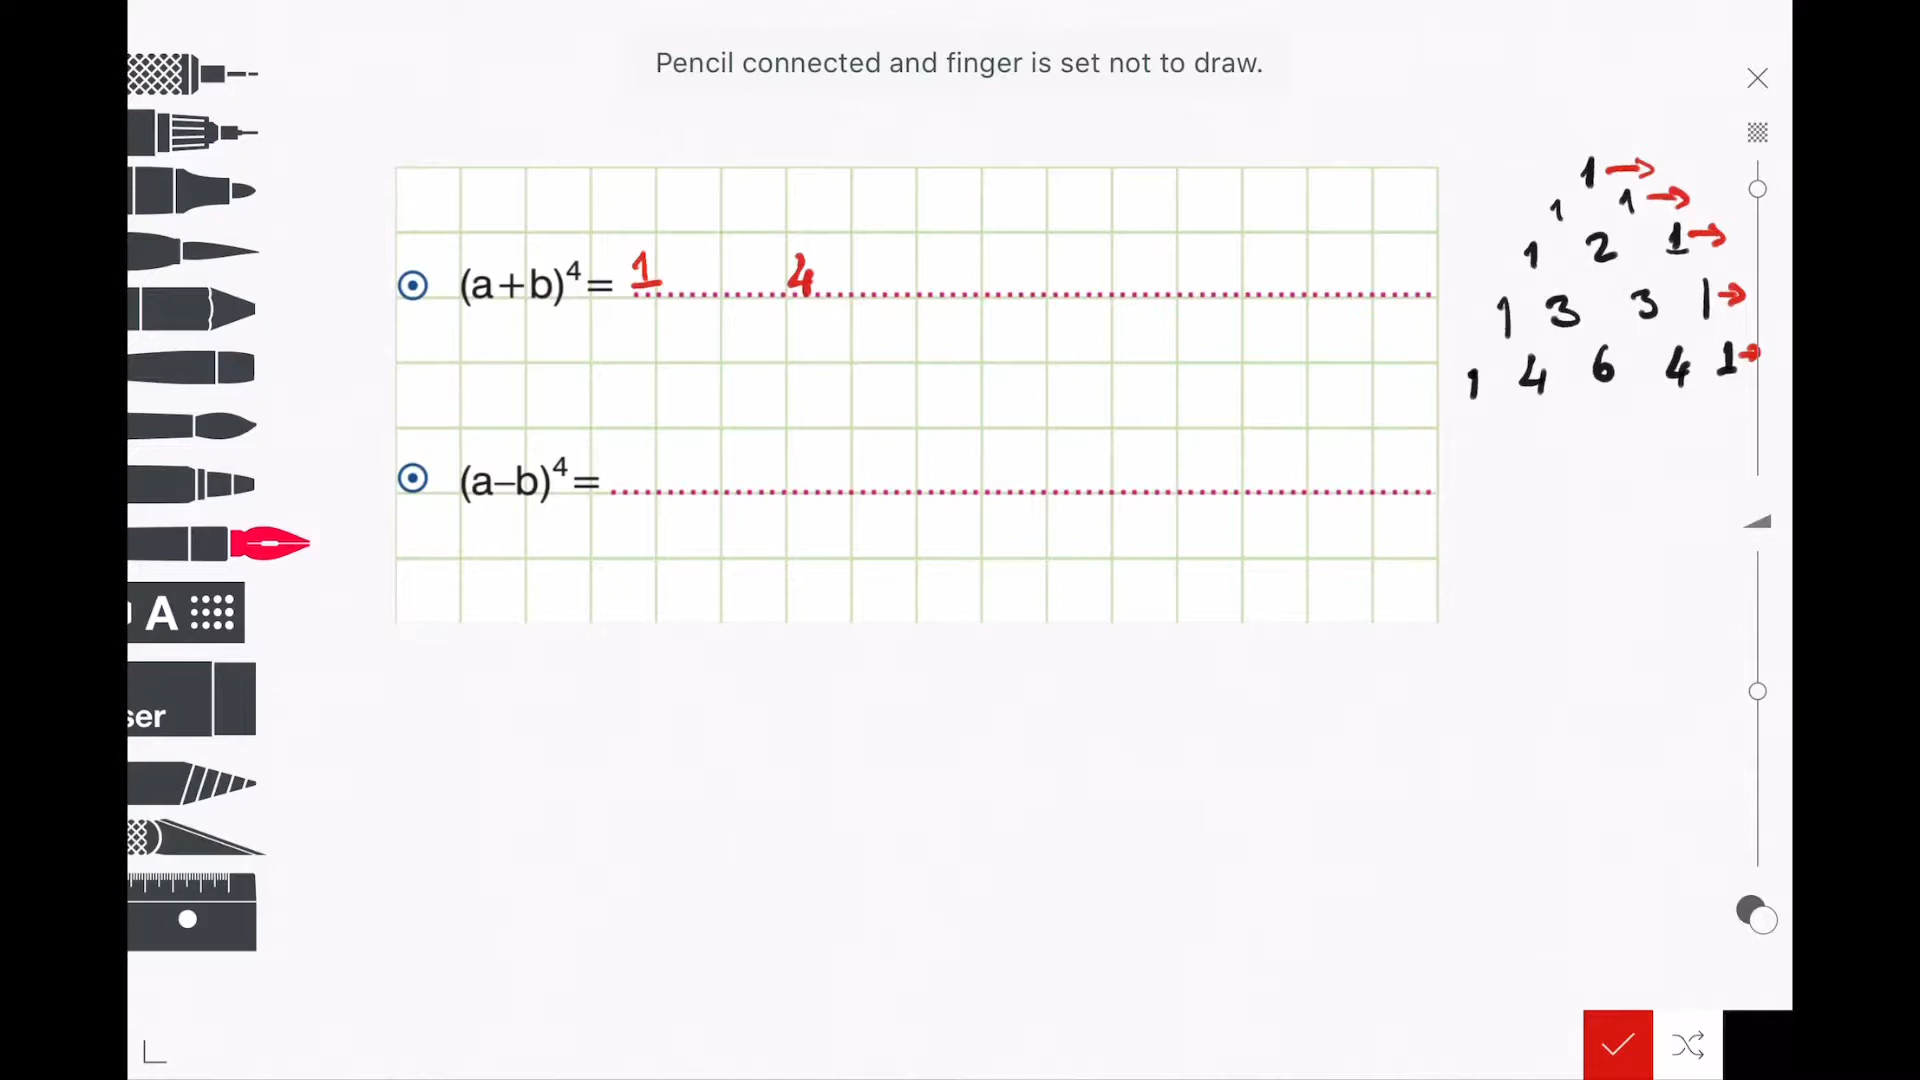 Pencil connected and finger is set not to draw.
1 →
1 1 →
1 2 1 →
(a+b)⁴ = 1 4
1 3 3 1 →
1 4 6 4 1 →
(a–b)⁴ =
A
ser